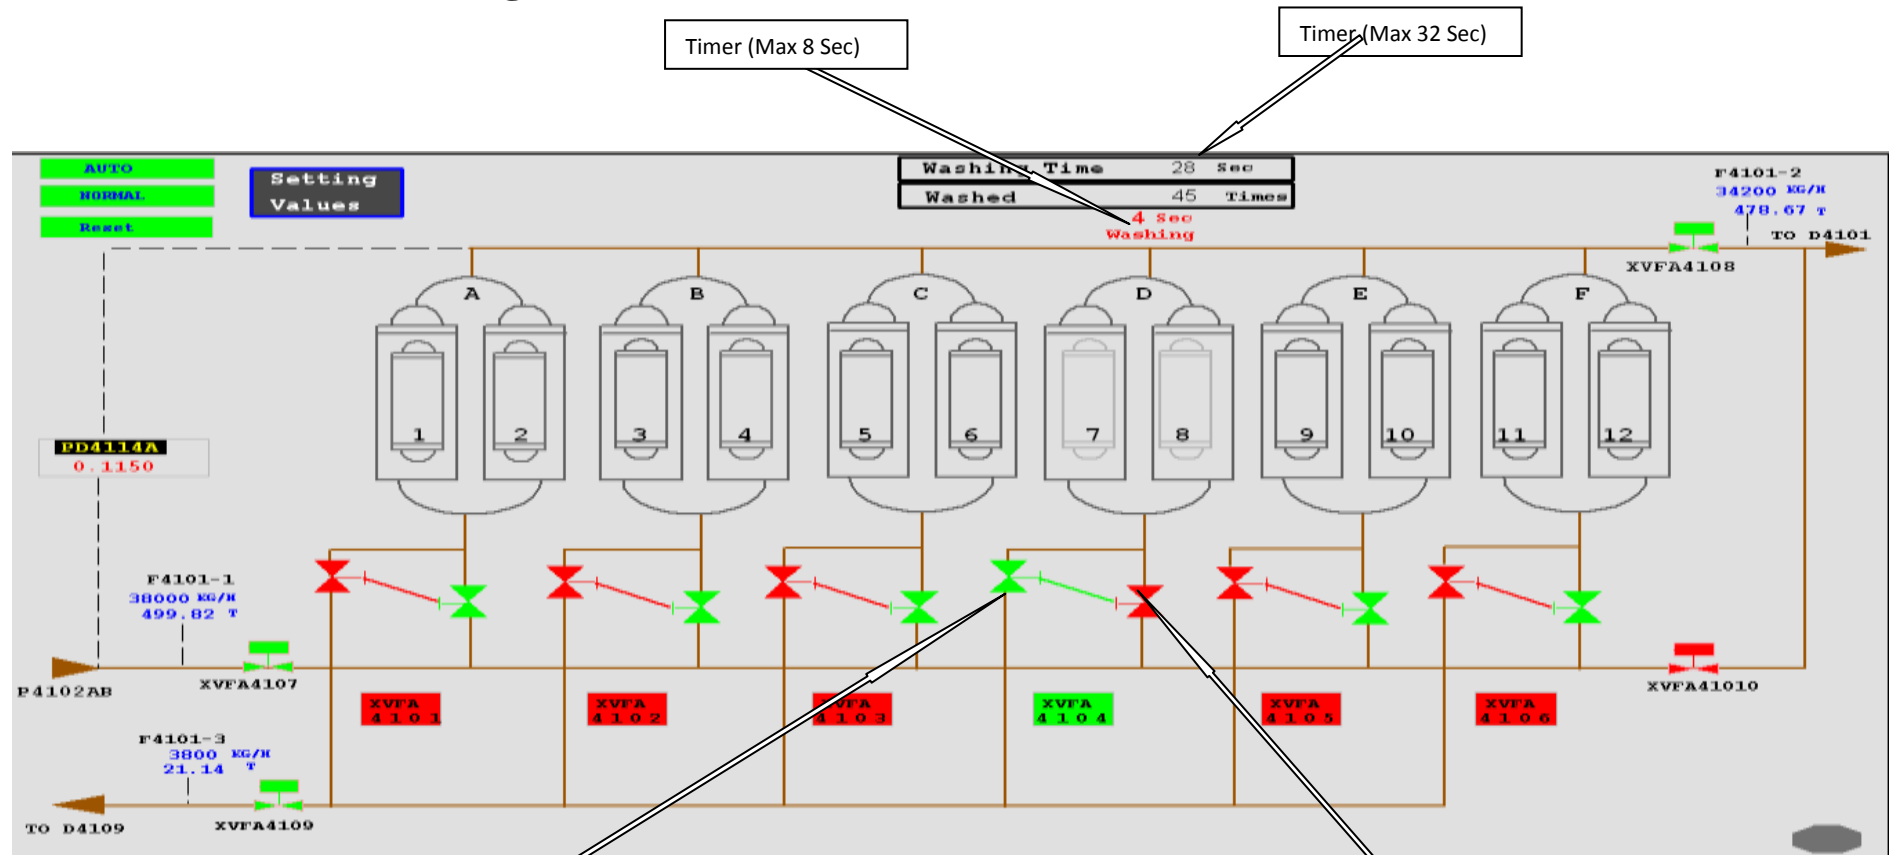 Timer (Max 8 Sec)
Timer (Max 32 Sec)
AUTO
NORMAL
Reset
Setting
Values
Washing Time 28 Sec
Washed 45 Times
4 Sec
Washing
F4101-2
34200 KG/H
478.67 T
TO D4101
XVFA4108
A B C D E F
1 2 3 4 5 6 7 8 9 10 11 12
PD4114A
0.1150
F4101-1
38000 KG/H
499.82 T
P4102AB
XVFA4107
XVFA41010
XVFA
4101
XVFA
4102
XVFA
4103
XVFA
4104
XVFA
4105
XVFA
4106
F4101-3
3800 KG/H
21.14 T
TO D4109
XVFA4109